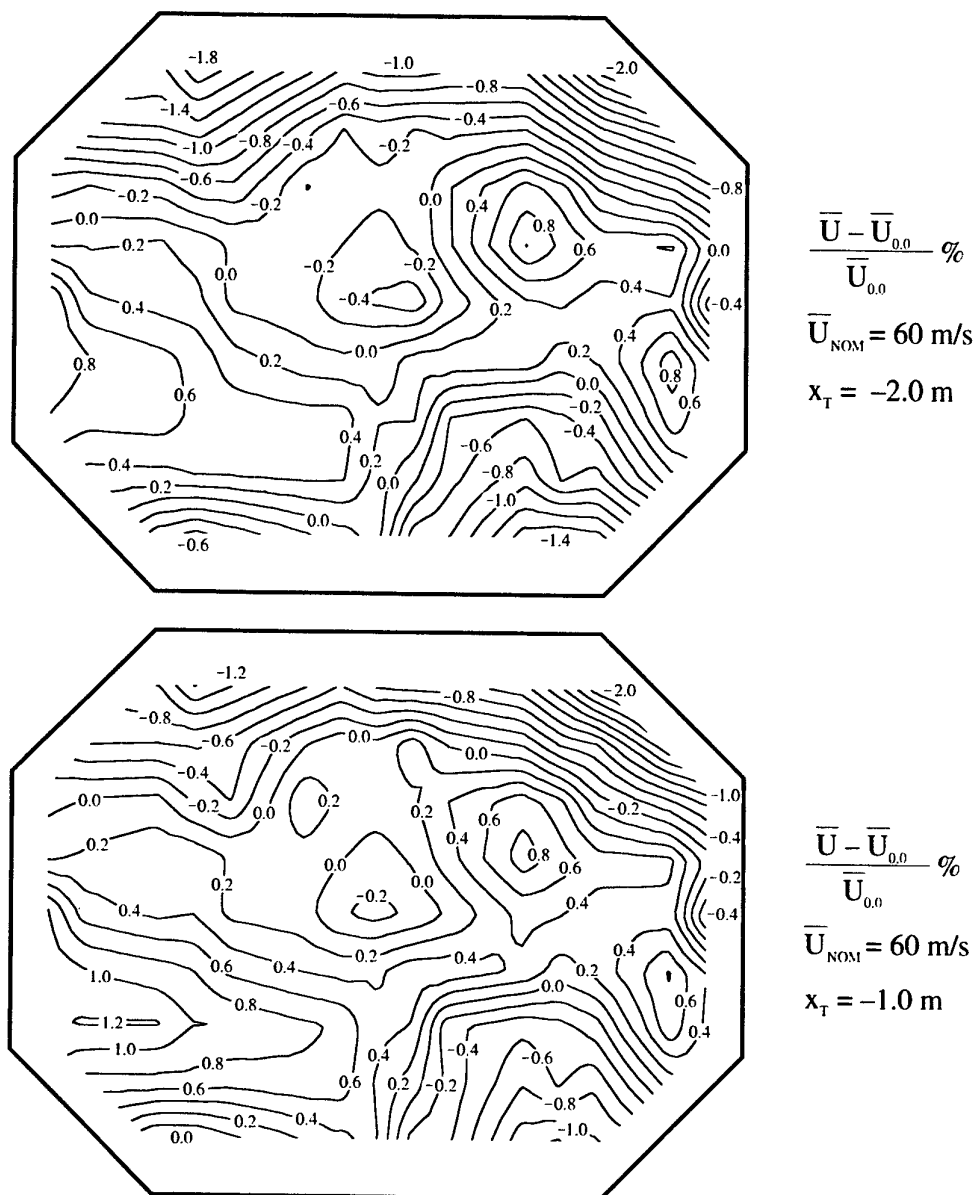 -1.8 -1.0 -2.0
-0.8
-1.4 -0.6
-0.4
-0.8 -0.2
-1.0 -0.4
-0.6
-0.2 -0.2 -0.8
0.0 0.4
0.8
0.2 0.6 0.0
0.0 -0.2 -0.2
0.4 -0.4 0.4 -0.4
0.2 0.4
0.2 0.0 0.2
0.8 0.0 0.8
0.6 -0.2 0.6
0.4 -0.4
-0.6
0.4 0.2
0.2 0.0 -0.8
-1.0
0.0
-0.6 -1.4
U̅ – U̅0.0
U̅0.0 %
U̅NOM = 60 m/s
xT = –2.0 m
-1.2 -0.8 -2.0
-0.8
-0.6 -0.2 0.0 0.0
-0.4
0.0 -0.2 0.0 0.2 0.2 -0.2 -1.0
0.6
0.2 0.4 -0.4
0.8
0.2 0.0 0.0 0.6 -0.2
-0.2
0.4 0.4 -0.4
0.2
0.6 0.4 0.4 0.2 0.4
1.0 0.0
0.8 0.6
1.2
1.0 0.4 0.4
0.8 -0.4 -0.6
0.6
0.6 0.2 -0.2
0.4 -0.8
0.0 0.2 -1.0
U̅ – U̅0.0
U̅0.0 %
U̅NOM = 60 m/s
xT = –1.0 m